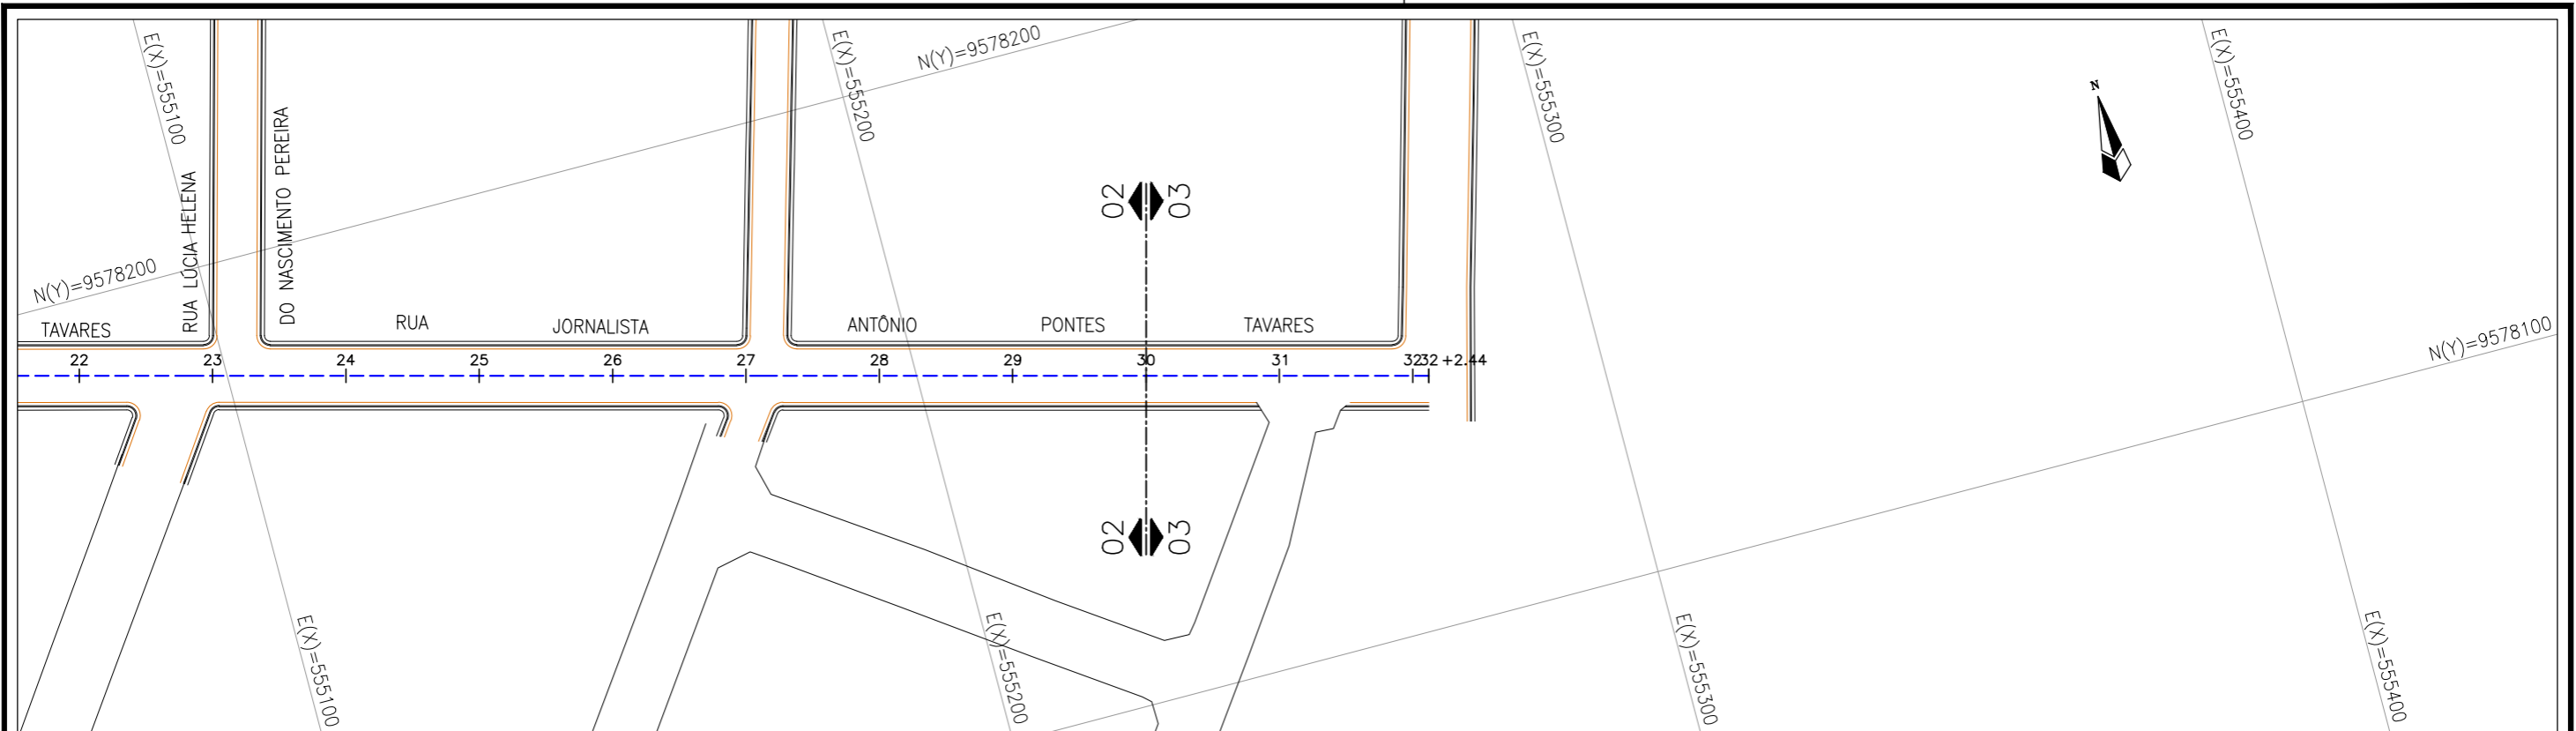 E(X)=555100
E(X)=555200
N(Y)=9578200
E(X)=555300
E(X)=555400
N
RUA LÚCIA HELENA
DO NASCIMENTO PEREIRA
02 03
N(Y)=9578200
TAVARES
RUA JORNALISTA ANTÔNIO PONTES TAVARES
N(Y)=9578100
22 23 24 25 26 27 28 29 30 31 32 32 +2.44
02 03
E(X)=555100
E(X)=555200
E(X)=555300
E(X)=555400